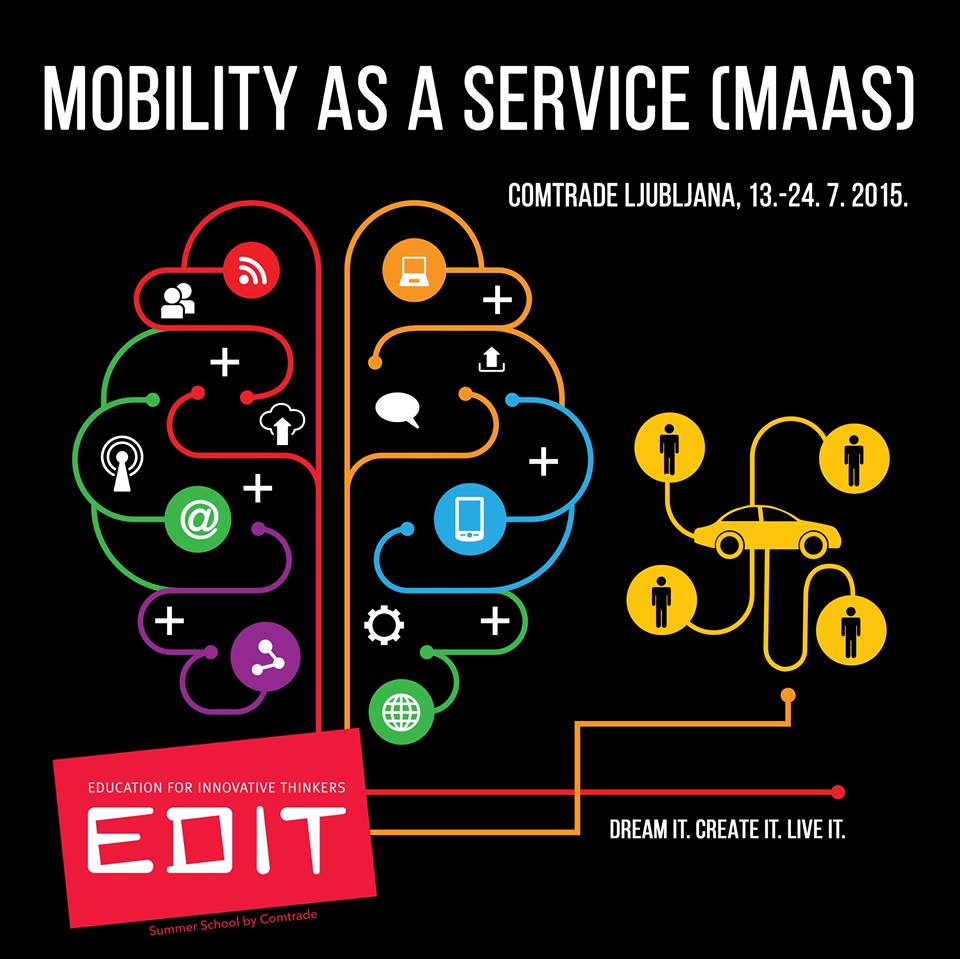 MOBILITY AS A SERVICE (MAAS)
COMTRADE LJUBLJANA, 13.-24. 7. 2015.
@
EDUCATION FOR INNOVATIVE THINKERS
EDIT
DREAM IT. CREATE IT. LIVE IT.
Summer School by Comtrade